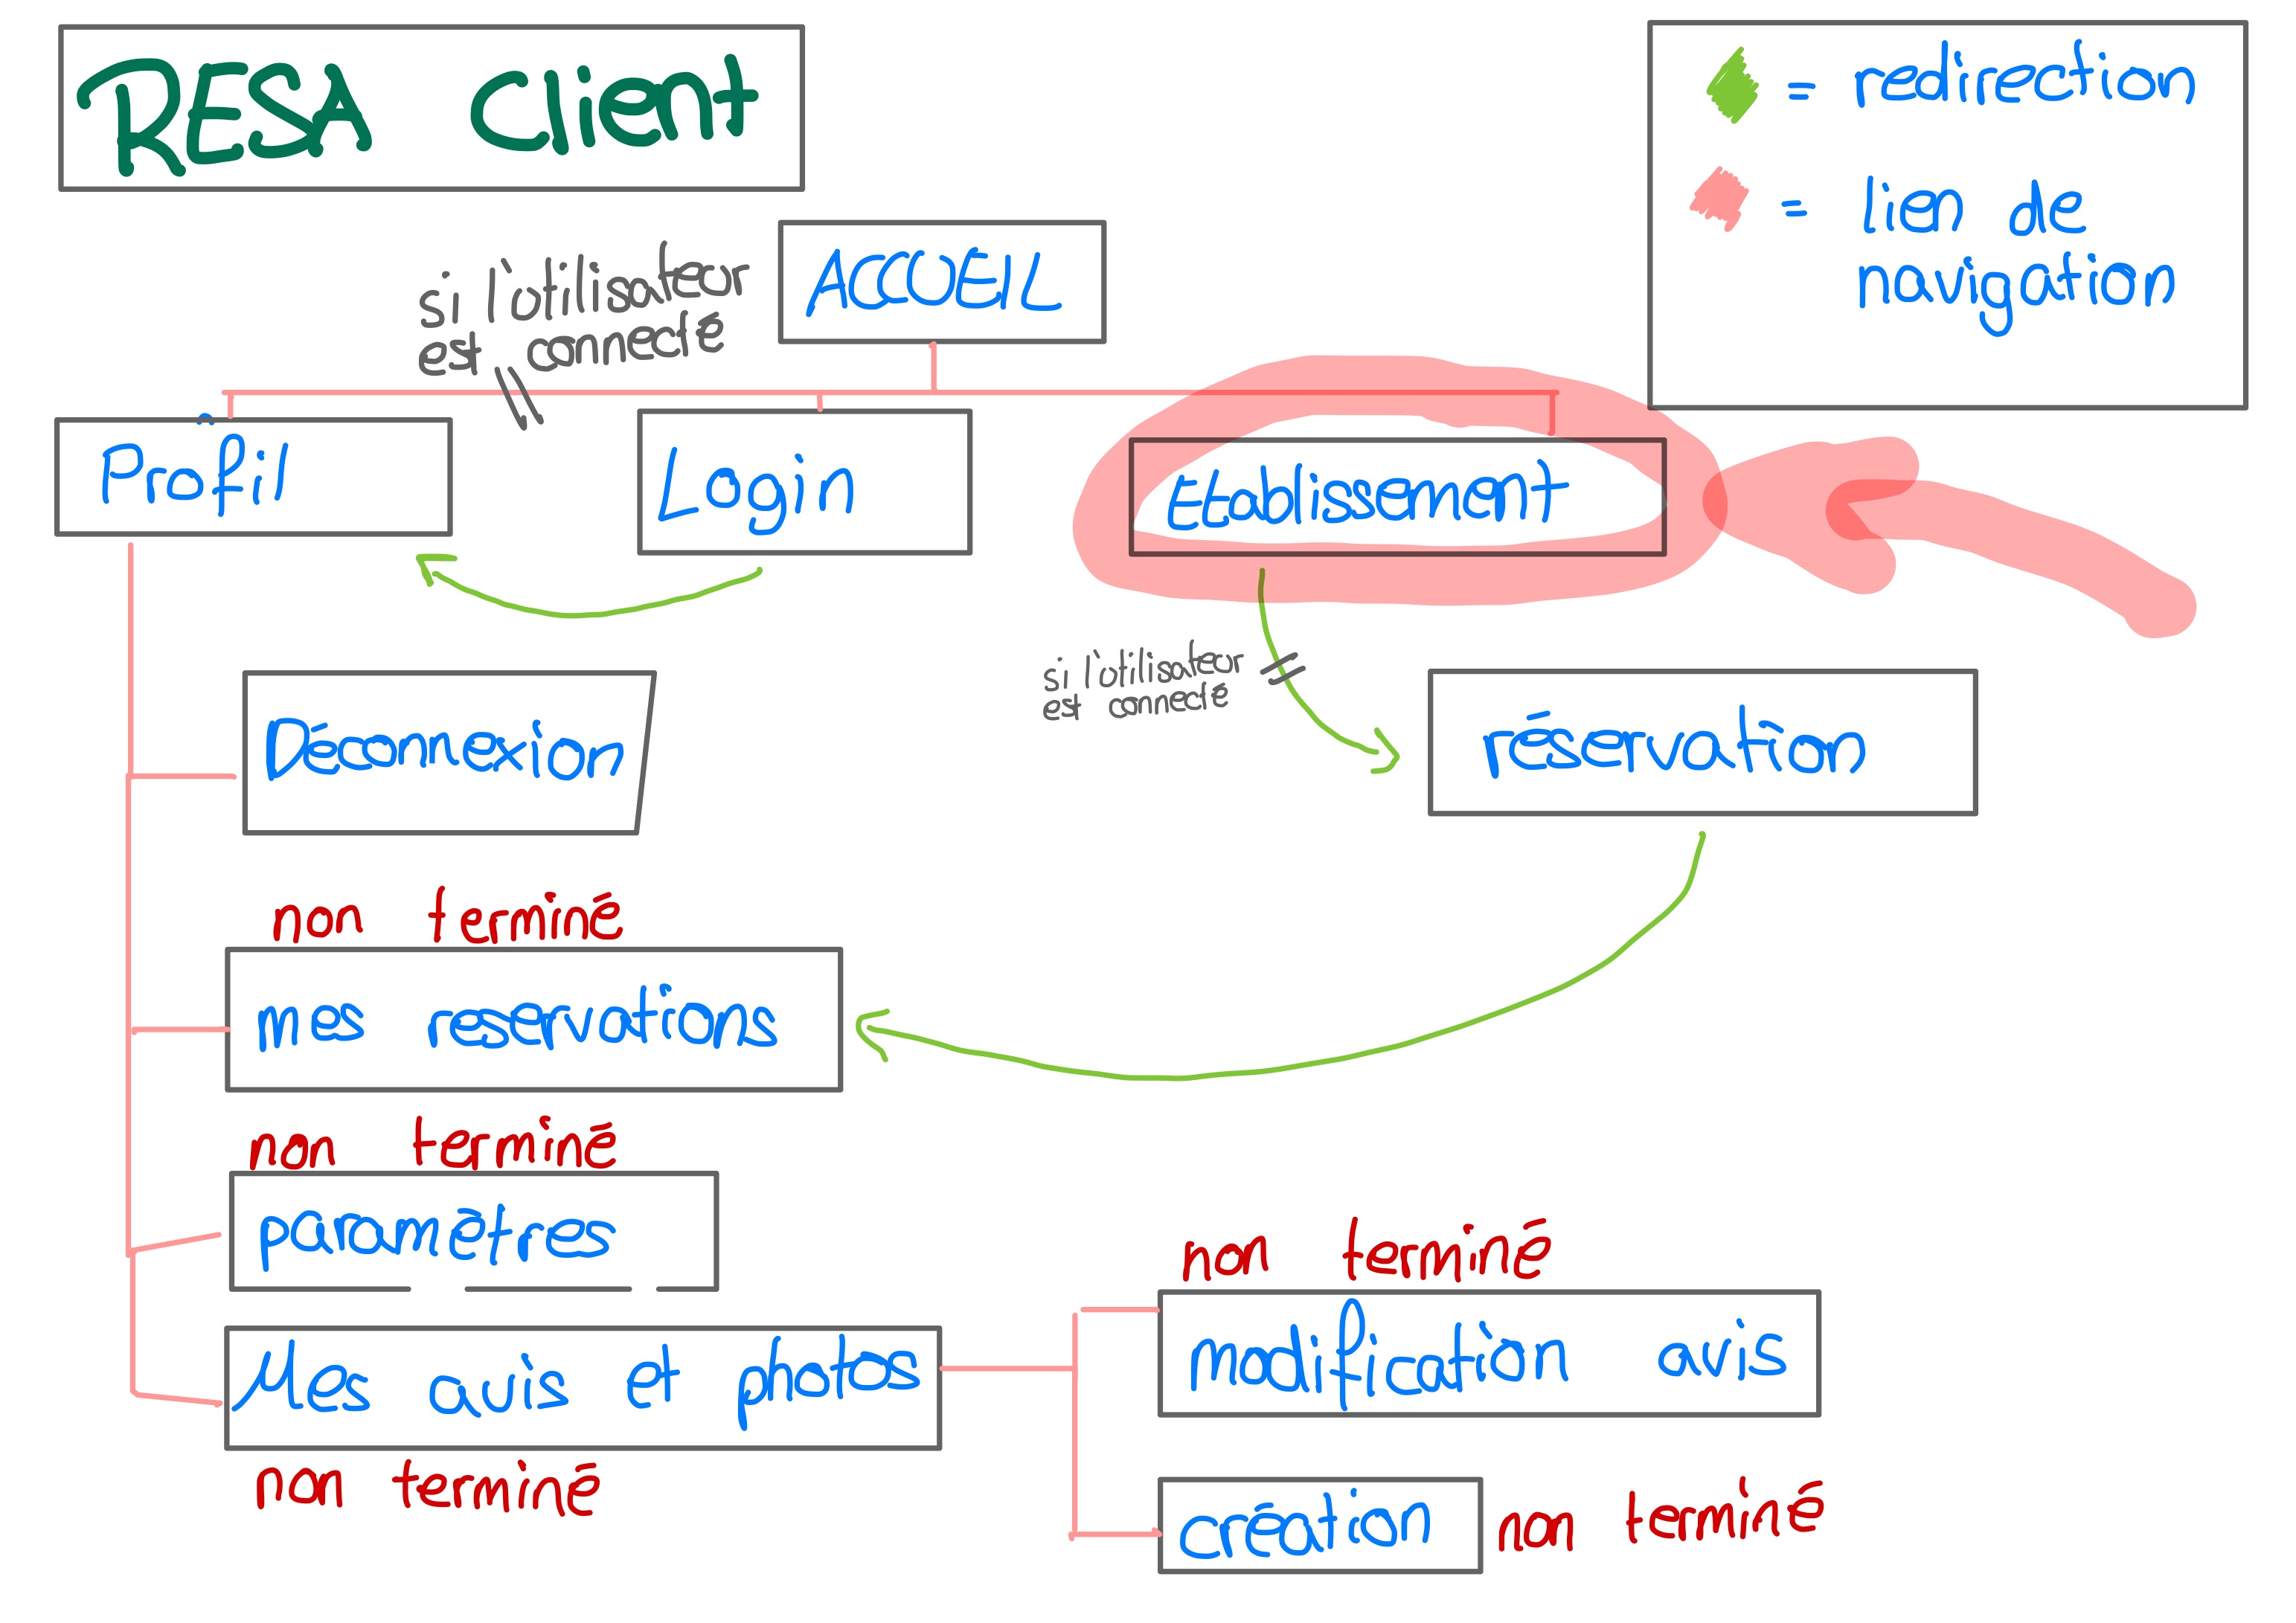 RESA Client
= redirection
= lien de
navigation
ACCUEIL
si l'utilisateur
est connecté
Profil
Login
Etablissement
si l'utilisateur
est connecté
Déconnexion
réservation
non terminé
mes reservations
non terminé
paramètres
non terminé
modification avis
Mes avis et photos
non terminé
création
non terminé